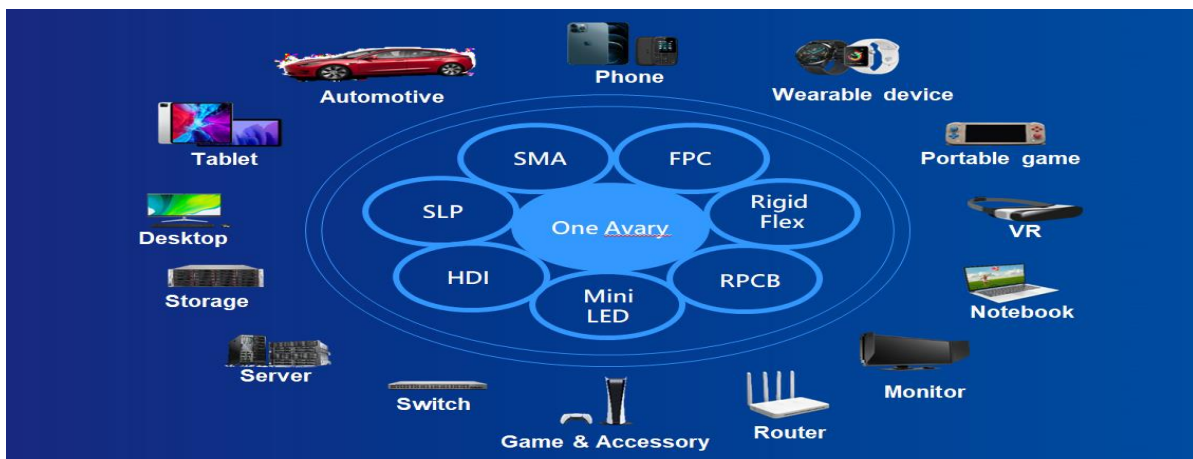 Phone
Automotive
Wearable device
Tablet
Portable game
SMA
FPC
SLP
Rigid
Flex
One Avary
Desktop
VR
HDI
RPCB
Mini
LED
Storage
Notebook
Server
Monitor
Switch
Game & Accessory
Router